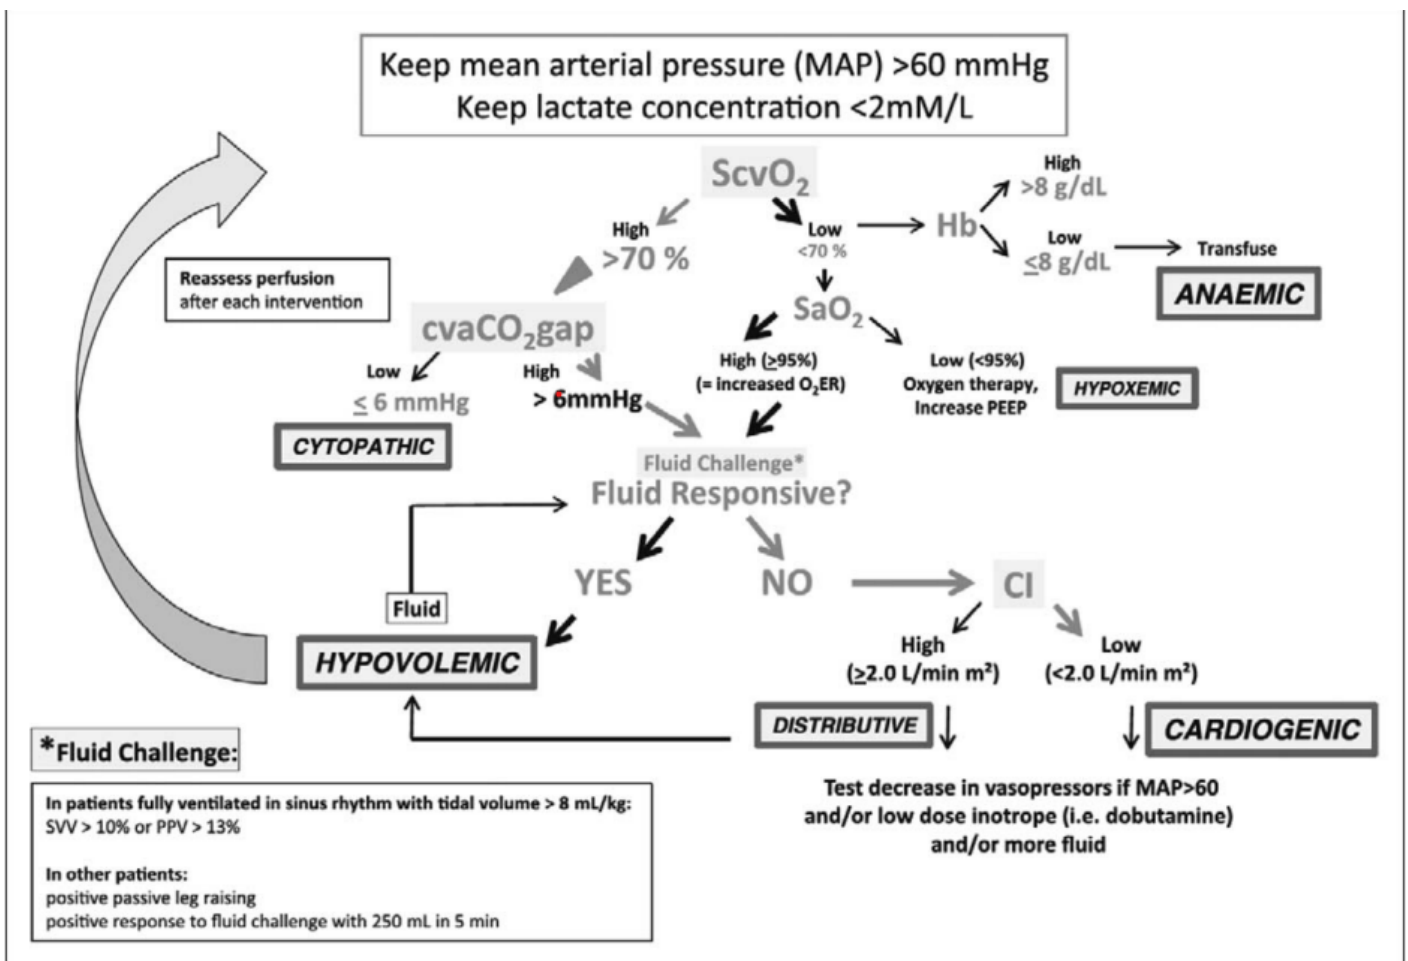 Keep mean arterial pressure (MAP) >60 mmHg
Keep lactate concentration <2mM/L
ScvO₂
High
>70 %
Low
<70 %
Hb
High
>8 g/dL
Low
≤8 g/dL
Transfuse
ANAEMIC
Reassess perfusion
after each intervention
cvaCO₂gap
SaO₂
Low
≤ 6 mmHg
CYTOPATHIC
High
> 6mmHg
High (≥95%)
(= increased O₂ER)
Low (<95%)
Oxygen therapy,
Increase PEEP
HYPOXEMIC
Fluid Challenge*
Fluid Responsive?
YES
NO
CI
Fluid
HYPOVOLEMIC
High
(≥2.0 L/min m²)
Low
(<2.0 L/min m²)
DISTRIBUTIVE
CARDIOGENIC
Test decrease in vasopressors if MAP>60
and/or low dose inotrope (i.e. dobutamine)
and/or more fluid
*Fluid Challenge:
In patients fully ventilated in sinus rhythm with tidal volume > 8 mL/kg:
SVV > 10% or PPV > 13%
In other patients:
positive passive leg raising
positive response to fluid challenge with 250 mL in 5 min